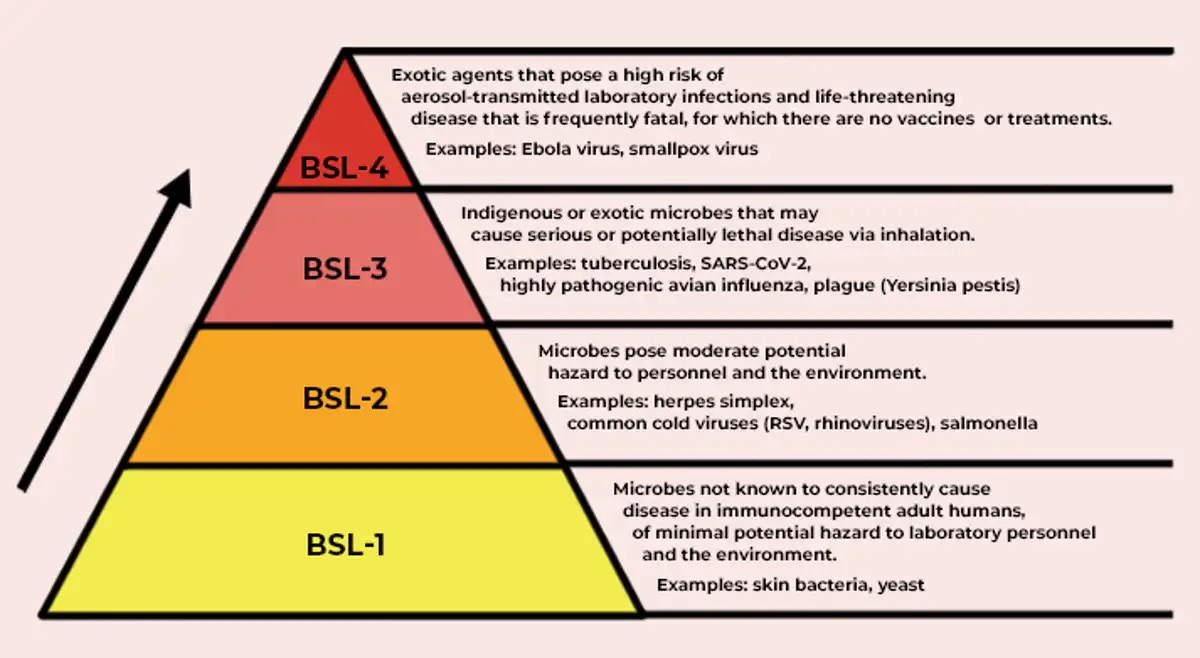 Exotic agents that pose a high risk of
aerosol-transmitted laboratory infections and life-threatening
disease that is frequently fatal, for which there are no vaccines or treatments.
Examples: Ebola virus, smallpox virus
BSL-4
Indigenous or exotic microbes that may
cause serious or potentially lethal disease via inhalation.
Examples: tuberculosis, SARS-CoV-2,
highly pathogenic avian influenza, plague (Yersinia pestis)
BSL-3
Microbes pose moderate potential
hazard to personnel and the environment.
Examples: herpes simplex,
common cold viruses (RSV, rhinoviruses), salmonella
BSL-2
Microbes not known to consistently cause
disease in immunocompetent adult humans,
of minimal potential hazard to laboratory personnel
and the environment.
Examples: skin bacteria, yeast
BSL-1